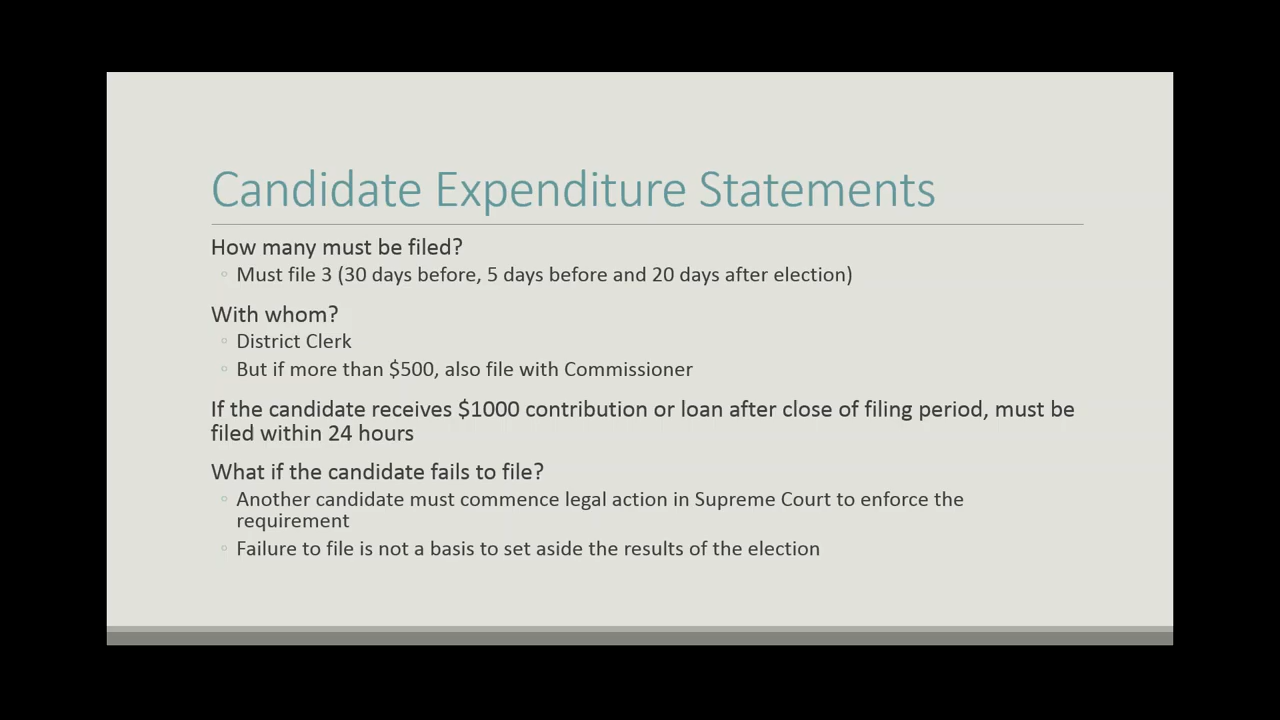 Candidate Expenditure Statements
How many must be filed?
◦ Must file 3 (30 days before, 5 days before and 20 days after election)
With whom?
◦ District Clerk
◦ But if more than $500, also file with Commissioner
If the candidate receives $1000 contribution or loan after close of filing period, must be
filed within 24 hours
What if the candidate fails to file?
◦ Another candidate must commence legal action in Supreme Court to enforce the
requirement
◦ Failure to file is not a basis to set aside the results of the election